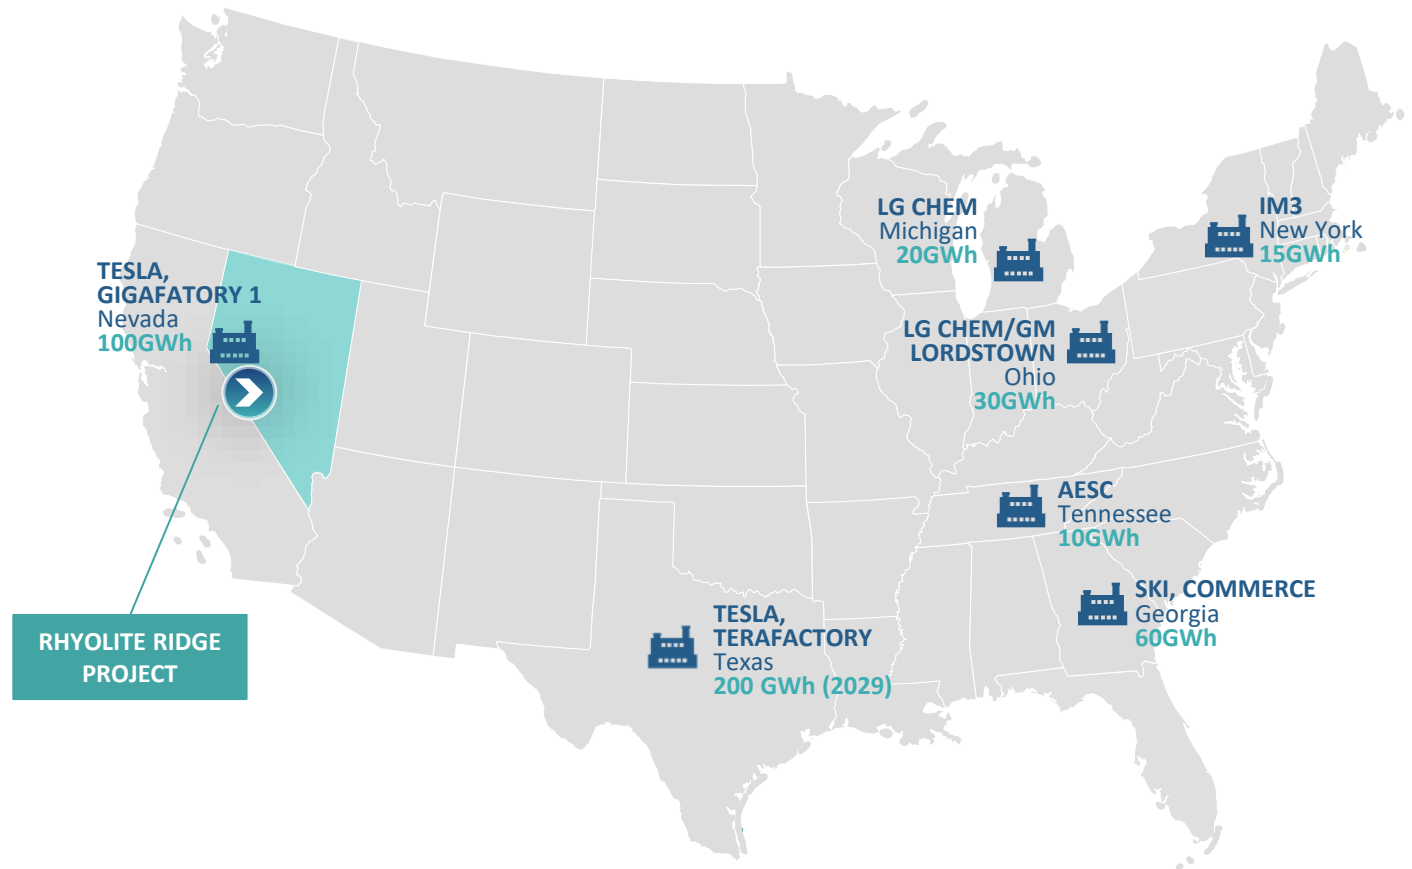 LG CHEM
Michigan
20GWh
IM3
New York
15GWh
TESLA,
GIGAFATORY 1
Nevada
100GWh
LG CHEM/GM
LORDSTOWN
Ohio
30GWh
AESC
Tennessee
10GWh
SKI, COMMERCE
Georgia
60GWh
TESLA,
TERAFACTORY
Texas
200 GWh (2029)
RHYOLITE RIDGE
PROJECT